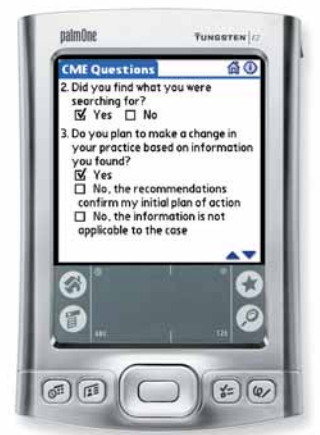 palmOne
TUNGSTEN E2
CME Questions
2. Did you find what you were
searching for?
Yes No
3. Do you plan to make a change in
your practice based on information
you found?
Yes
No, the recommendations
confirm my initial plan of action
No, the information is not
applicable to the case
abc 123